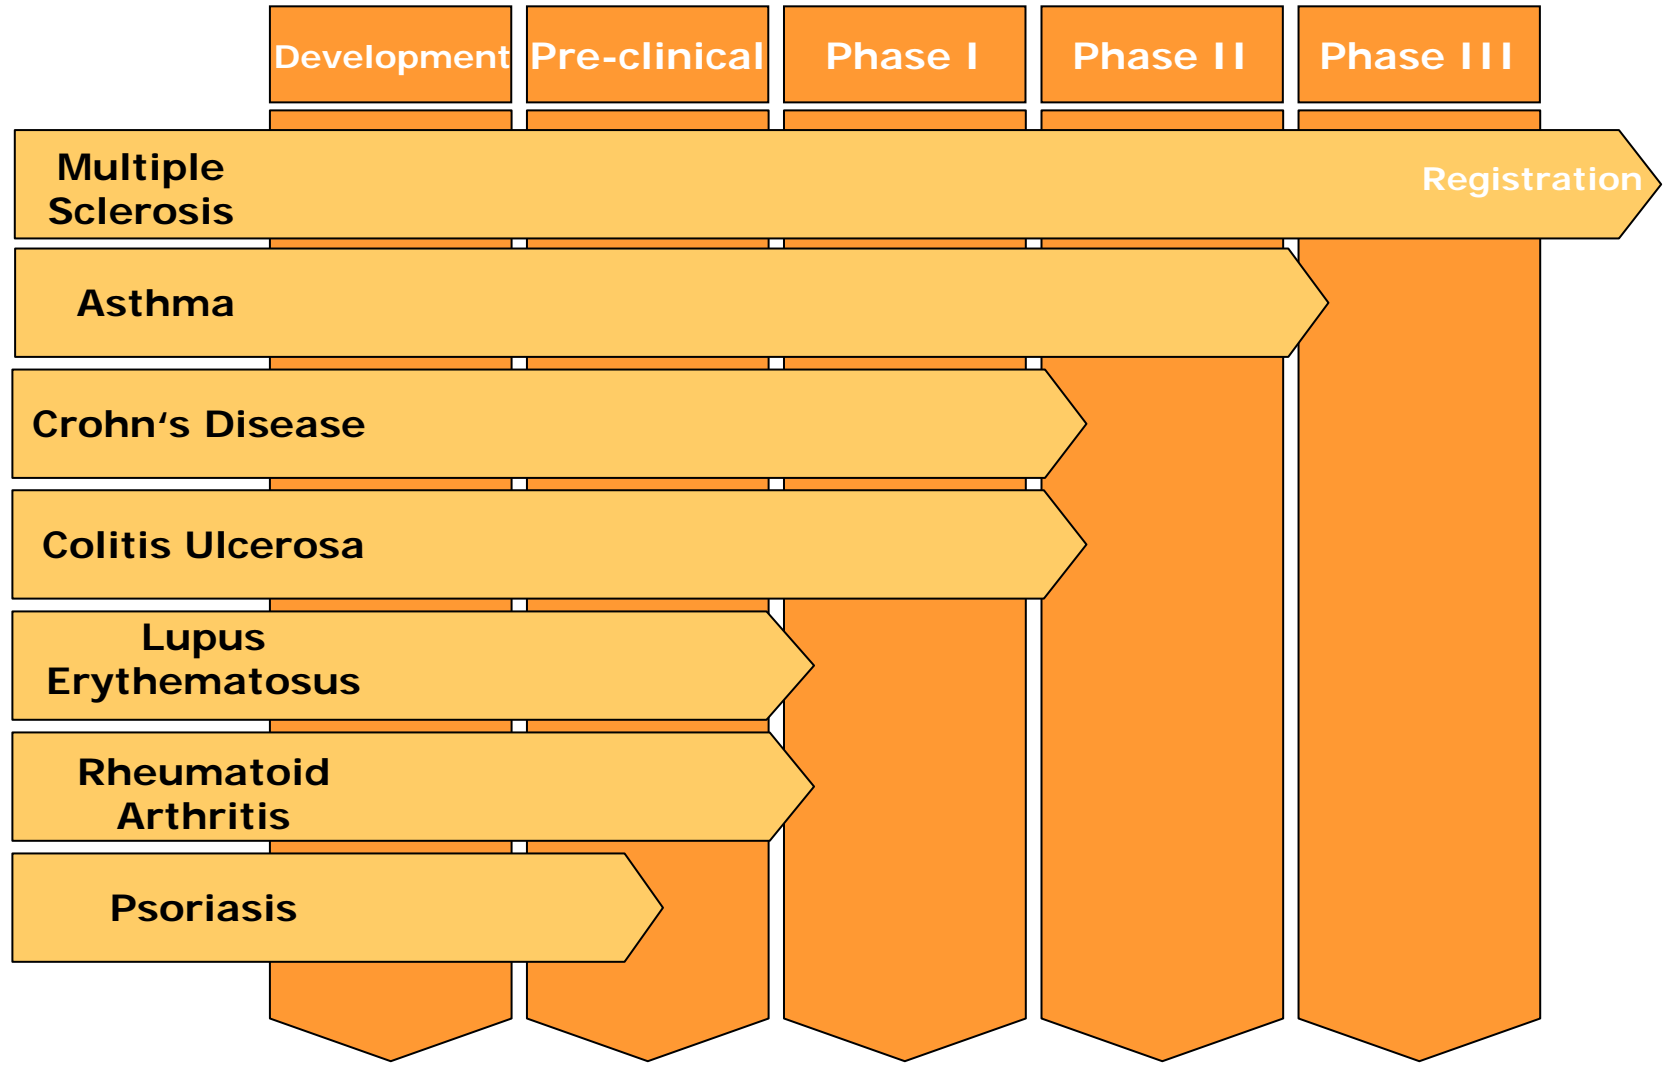 Development
Pre-clinical
Phase I
Phase II
Phase III
Multiple
Sclerosis
Registration
Asthma
Crohn‘s Disease
Colitis Ulcerosa
Lupus
Erythematosus
Rheumatoid
Arthritis
Psoriasis